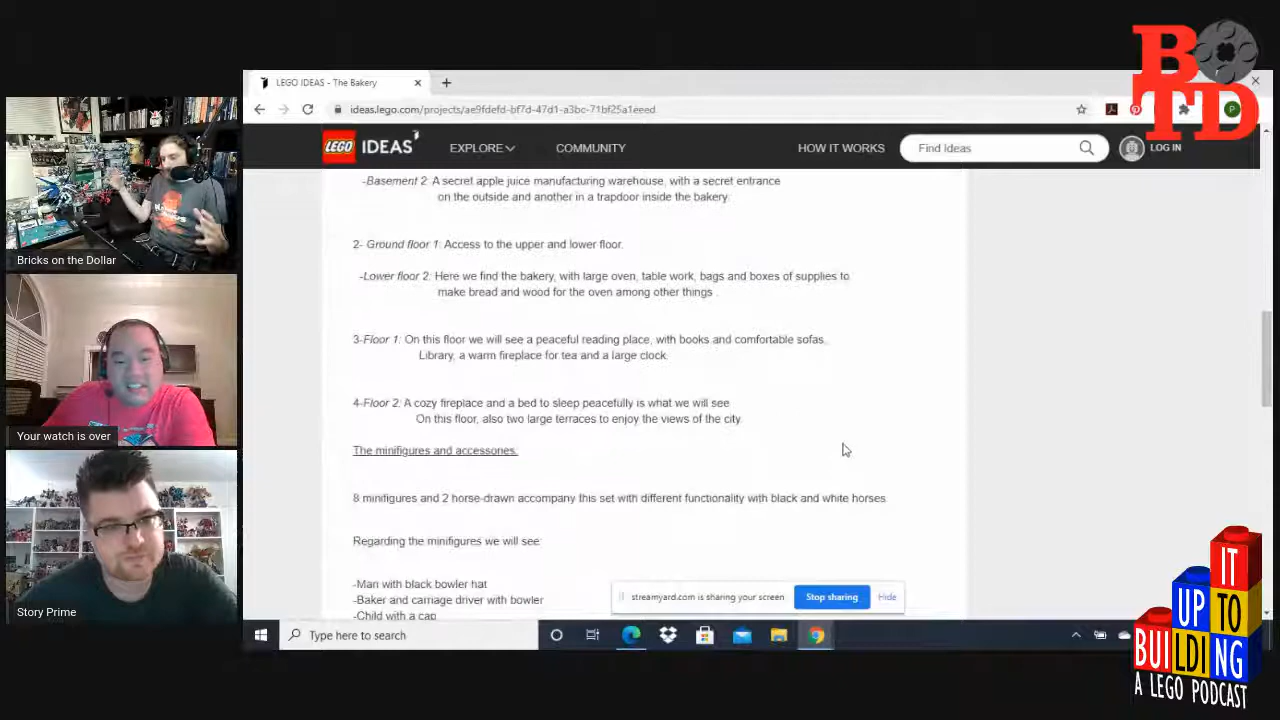 BOTD
LEGO IDEAS - The Bakery
ideas.lego.com/projects/ae9fdefd-bf7d-47d1-a3bc-71bf25a1eeed
P
LEGO IDEAS
EXPLORE
COMMUNITY
HOW IT WORKS
Find Ideas
LOG IN
-Basement 2: A secret apple juice manufacturing warehouse, with a secret entrance
on the outside and another in a trapdoor inside the bakery.
2- Ground floor 1: Access to the upper and lower floor.
-Lower floor 2: Here we find the bakery, with large oven, table work, bags and boxes of supplies to
make bread and wood for the oven among other things .
3-Floor 1: On this floor we will see a peaceful reading place, with books and comfortable sofas.
Library, a warm fireplace for tea and a large clock.
4-Floor 2: A cozy fireplace and a bed to sleep peacefully is what we will see
On this floor, also two large terraces to enjoy the views of the city.
The minifigures and accessories.
8 minifigures and 2 horse-drawn accompany this set with different functionality with black and white horses
Regarding the minifigures we will see
-Man with black bowler hat
-Baker and carriage driver with bowler
-Child with a cap
streamyard.com is sharing your screen
Stop sharing
Hide
Type here to search
Bricks on the Dollar
Your watch is over
Story Prime
IT
UP TO
BUILDING
A LEGO PODCAST